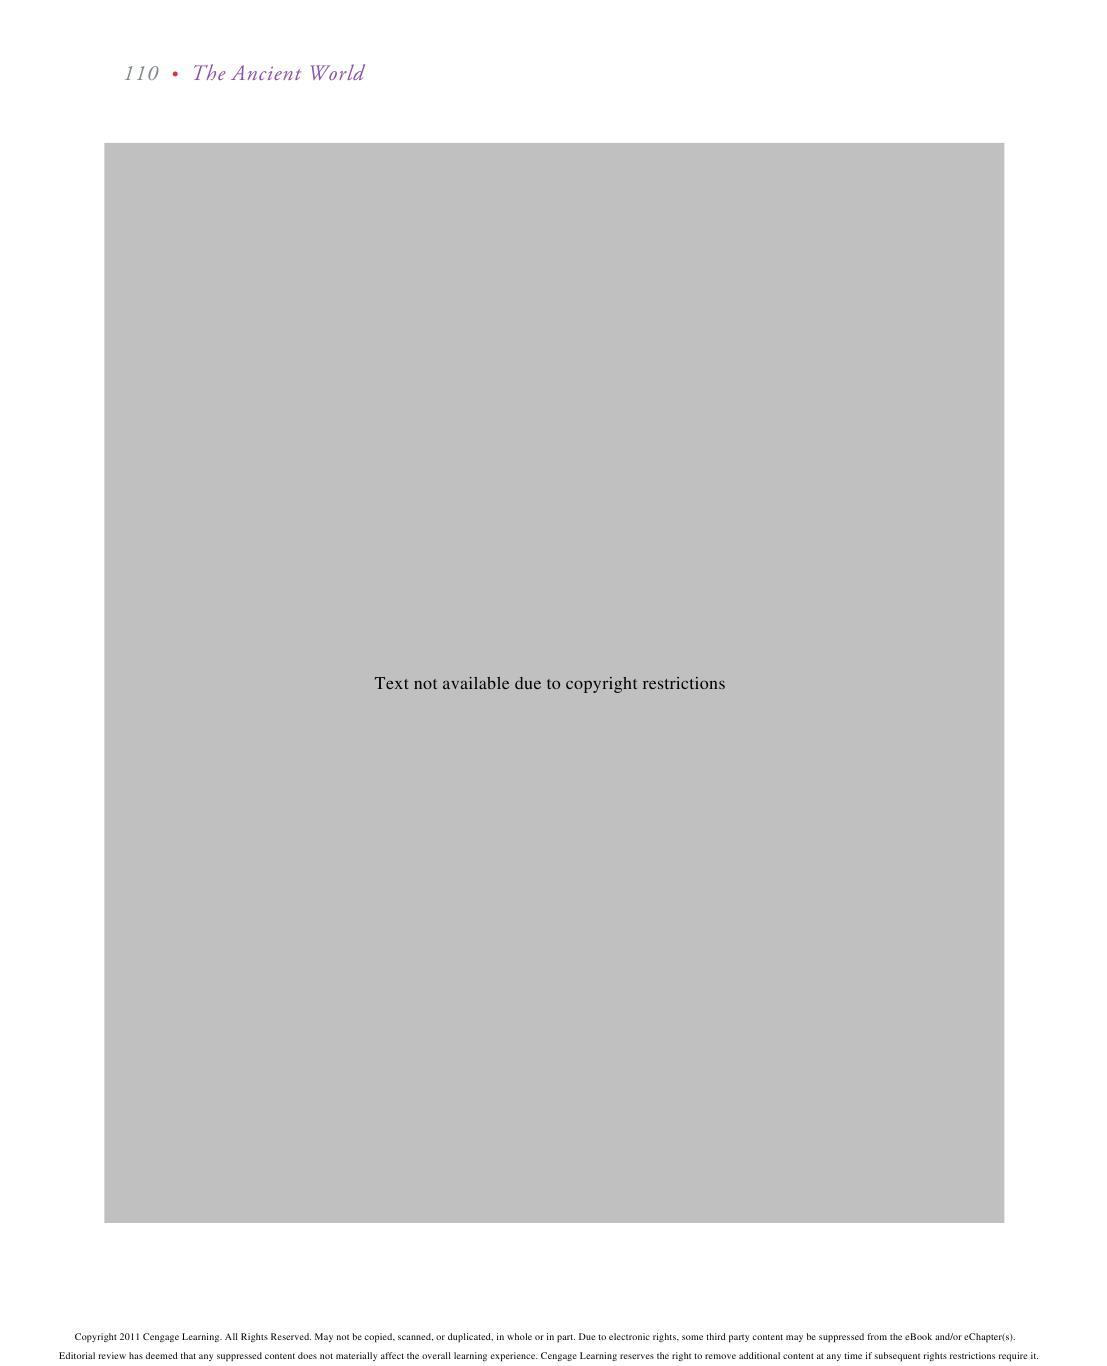 110 • The Ancient World
Text not available due to copyright restrictions
Copyright 2011 Cengage Learning. All Rights Reserved. May not be copied, scanned, or duplicated, in whole or in part. Due to electronic rights, some third party content may be suppressed from the eBook and/or eChapter(s).
Editorial review has deemed that any suppressed content does not materially affect the overall learning experience. Cengage Learning reserves the right to remove additional content at any time if subsequent rights restrictions require it.